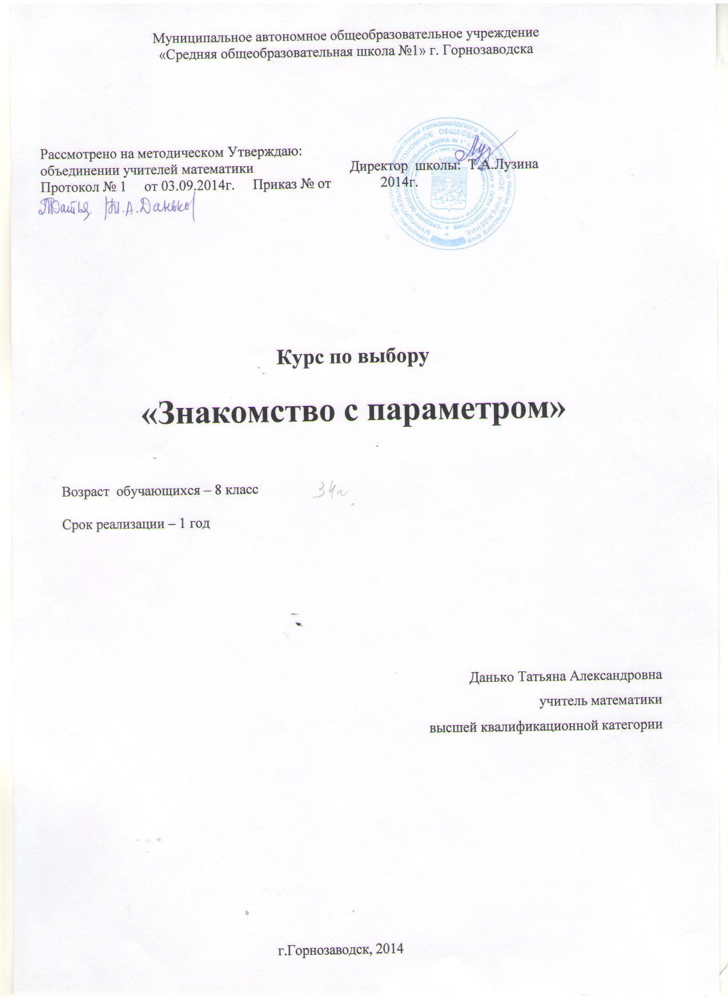 Муниципальное автономное общеобразовательное учреждение
«Средняя общеобразовательная школа №1» г. Горнозаводска
Рассмотрено на методическом Утверждаю:
объединении учителей математики Директор школы: Т.А.Лузина
Протокол № 1 от 03.09.2014г. Приказ № от 2014г.
Т.А.Данько
Курс по выбору
«Знакомство с параметром»
Возраст обучающихся – 8 класс 34ч
Срок реализации – 1 год
Данько Татьяна Александровна
учитель математики
высшей квалификационной категории
г.Горнозаводск, 2014